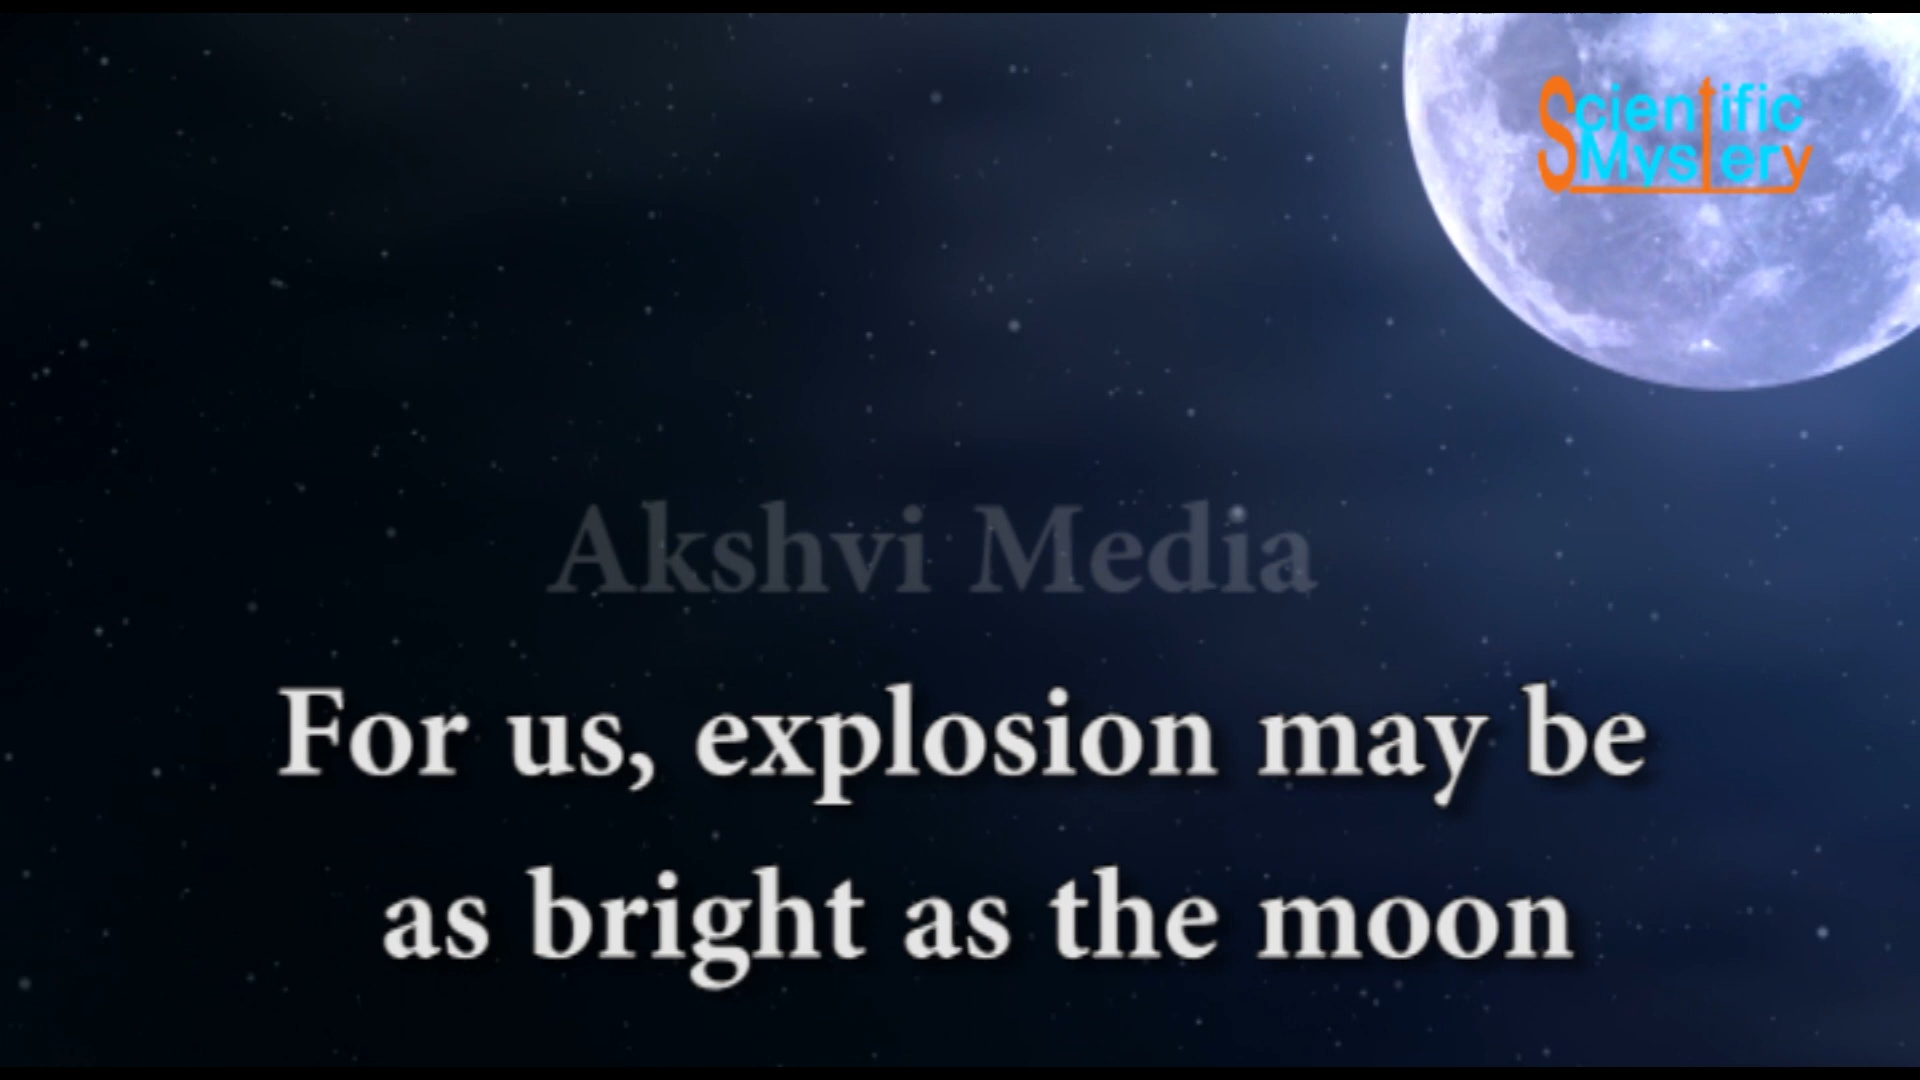 Scientific
Mystery
Akshvi Media
For us, explosion may be
as bright as the moon